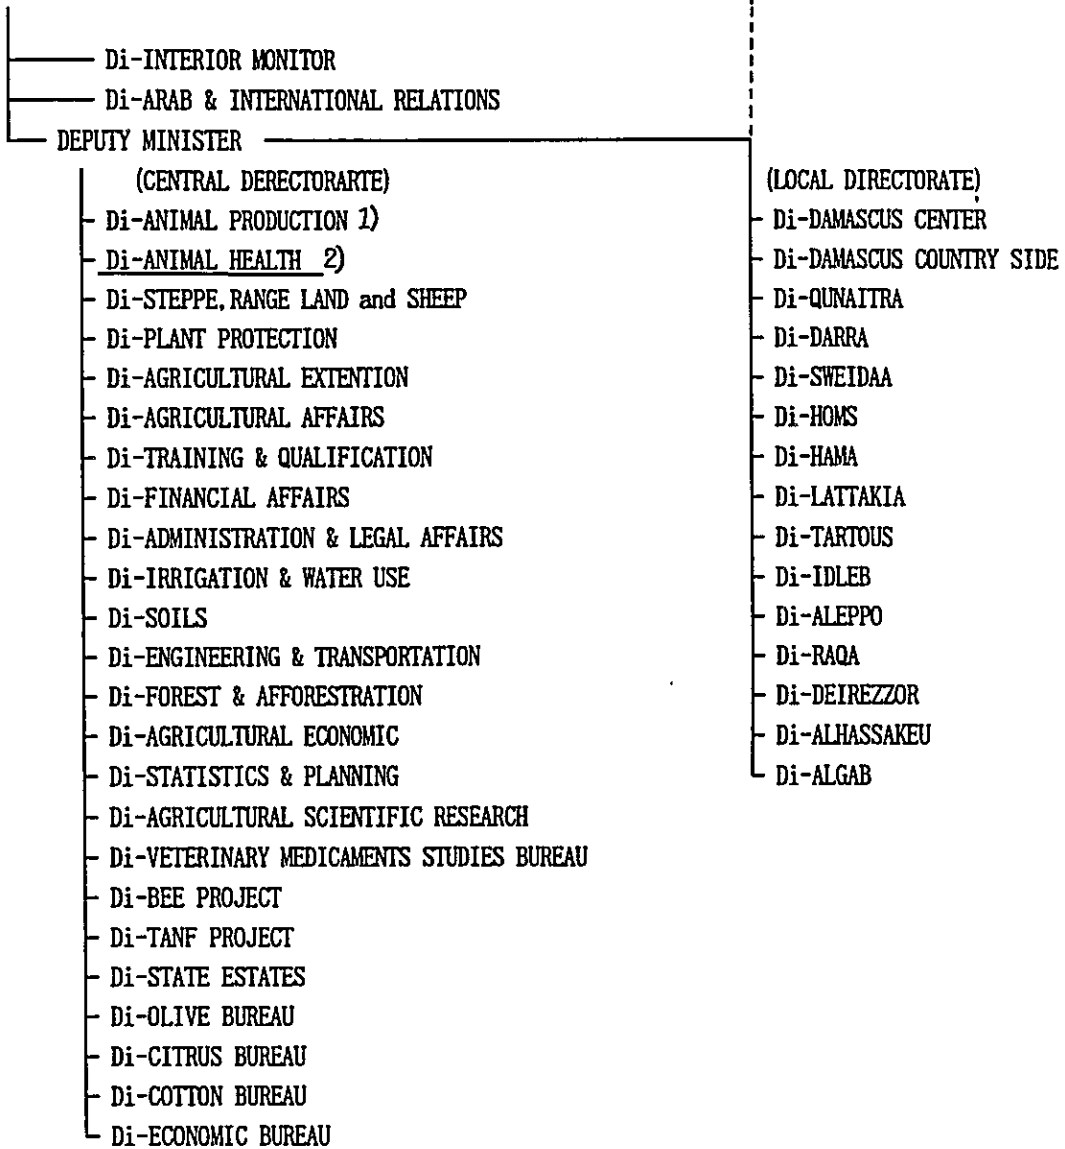 Di-INTERIOR MONITOR
Di-ARAB & INTERNATIONAL RELATIONS
DEPUTY MINISTER
(CENTRAL DERECTORARTE)
Di-ANIMAL PRODUCTION 1)
Di-ANIMAL HEALTH 2)
Di-STEPPE, RANGE LAND and SHEEP
Di-PLANT PROTECTION
Di-AGRICULTURAL EXTENTION
Di-AGRICULTURAL AFFAIRS
Di-TRAINING & QUALIFICATION
Di-FINANCIAL AFFAIRS
Di-ADMINISTRATION & LEGAL AFFAIRS
Di-IRRIGATION & WATER USE
Di-SOILS
Di-ENGINEERING & TRANSPORTATION
Di-FOREST & AFFORESTRATION
Di-AGRICULTURAL ECONOMIC
Di-STATISTICS & PLANNING
Di-AGRICULTURAL SCIENTIFIC RESEARCH
Di-VETERINARY MEDICAMENTS STUDIES BUREAU
Di-BEE PROJECT
Di-TANF PROJECT
Di-STATE ESTATES
Di-OLIVE BUREAU
Di-CITRUS BUREAU
Di-COTTON BUREAU
Di-ECONOMIC BUREAU
(LOCAL DIRECTORATE)
Di-DAMASCUS CENTER
Di-DAMASCUS COUNTRY SIDE
Di-QUNAITRA
Di-DARRA
Di-SWEIDAA
Di-HOMS
Di-HAMA
Di-LATTAKIA
Di-TARTOUS
Di-IDLEB
Di-ALEPPO
Di-RAQA
Di-DEIREZZOR
Di-ALHASSAKEU
Di-ALGAB